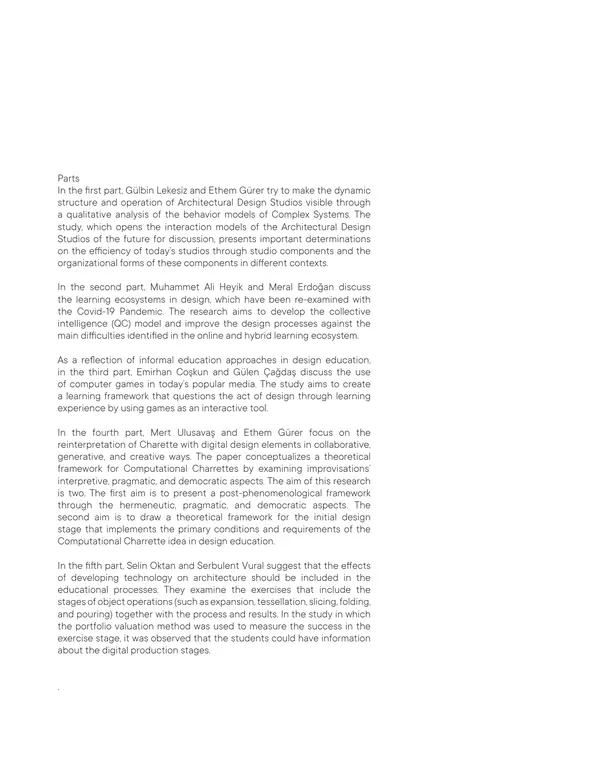 Parts
In the first part, Gülbin Lekesiz and Ethem Gürer try to make the dynamic
structure and operation of Architectural Design Studios visible through
a qualitative analysis of the behavior models of Complex Systems. The
study, which opens the interaction models of the Architectural Design
Studios of the future for discussion, presents important determinations
on the efficiency of today's studios through studio components and the
organizational forms of these components in different contexts.

In the second part, Muhammet Ali Heyik and Meral Erdoğan discuss
the learning ecosystems in design, which have been re-examined with
the Covid-19 Pandemic. The research aims to develop the collective
intelligence (QC) model and improve the design processes against the
main difficulties identified in the online and hybrid learning ecosystem.

As a reflection of informal education approaches in design education,
in the third part, Emirhan Coşkun and Gülen Çağdaş discuss the use
of computer games in today's popular media. The study aims to create
a learning framework that questions the act of design through learning
experience by using games as an interactive tool.

In the fourth part, Mert Ulusavaş and Ethem Gürer focus on the
reinterpretation of Charette with digital design elements in collaborative,
generative, and creative ways. The paper conceptualizes a theoretical
framework for Computational Charrettes by examining improvisations'
interpretive, pragmatic, and democratic aspects. The aim of this research
is two. The first aim is to present a post-phenomenological framework
through the hermeneutic, pragmatic, and democratic aspects. The
second aim is to draw a theoretical framework for the initial design
stage that implements the primary conditions and requirements of the
Computational Charrette idea in design education.

In the fifth part, Selin Oktan and Serbulent Vural suggest that the effects
of developing technology on architecture should be included in the
educational processes. They examine the exercises that include the
stages of object operations (such as expansion, tessellation, slicing, folding,
and pouring) together with the process and results. In the study in which
the portfolio valuation method was used to measure the success in the
exercise stage, it was observed that the students could have information
about the digital production stages.

.